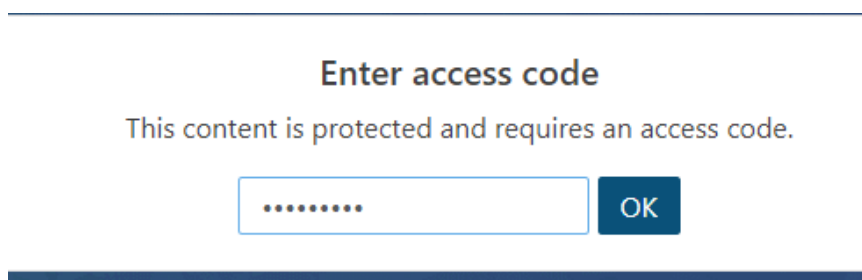 Enter access code
This content is protected and requires an access code.
••••••••• OK